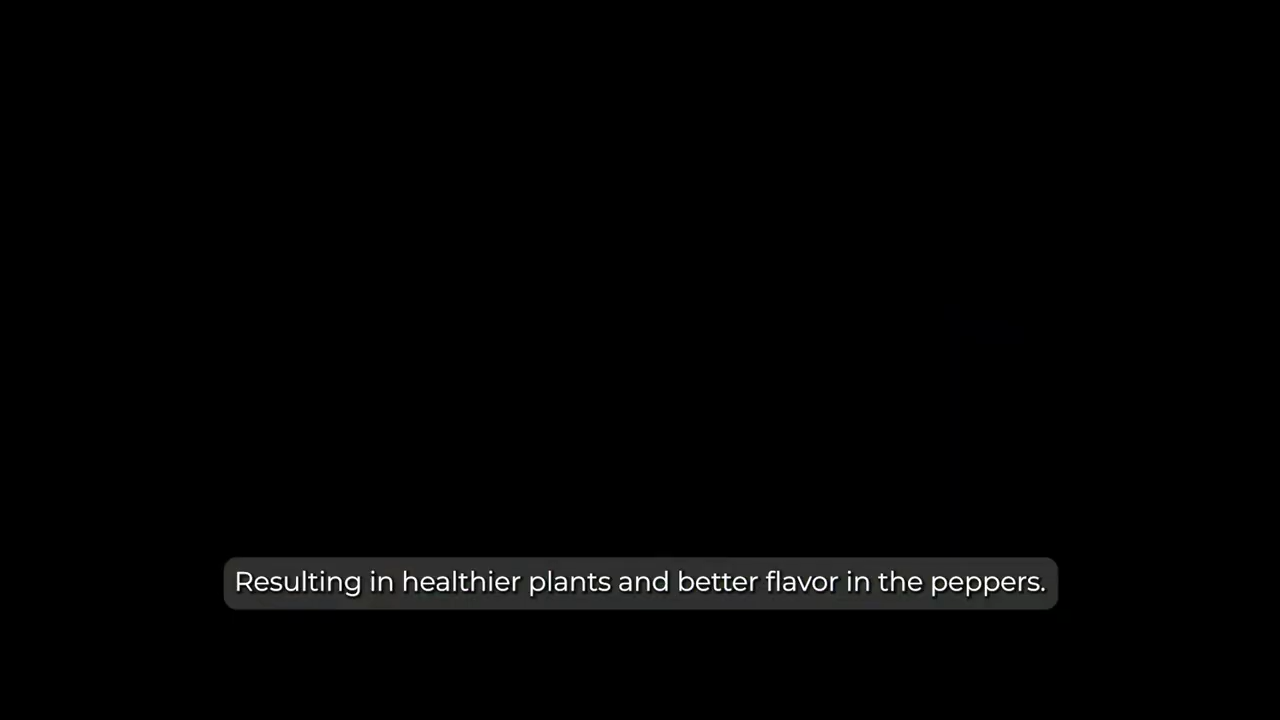 Resulting in healthier plants and better flavor in the peppers.